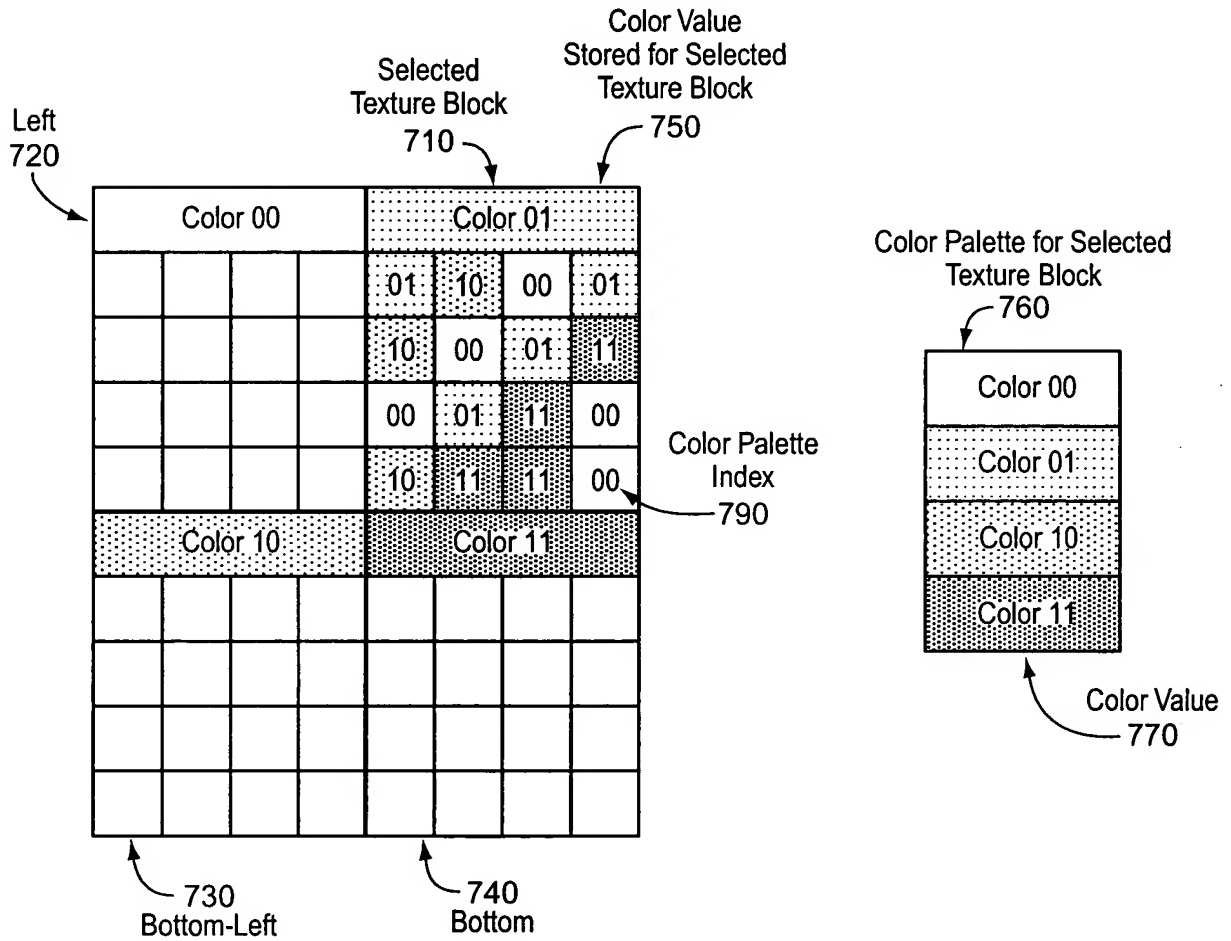 Color Value
Stored for Selected
Texture Block
750
Selected
Texture Block
710
Left
720
Color 00
Color 01
01 10 00 01
10 00 01 11
00 01 11 00
10 11 11 00
Color Palette
Index
790
Color 10
Color 11
730
Bottom-Left
740
Bottom
Color Palette for Selected
Texture Block
760
Color 00
Color 01
Color 10
Color 11
Color Value
770